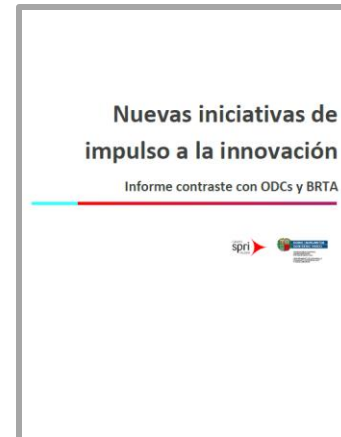 Nuevas iniciativas de
impulso a la innovación
Informe contraste con ODCs y BRTA
spri